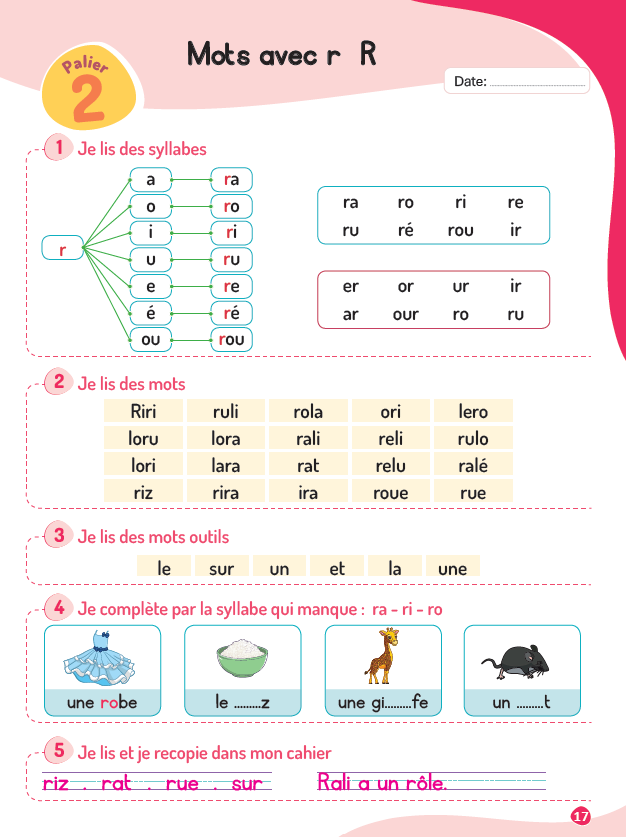 Mots avec r R
Palier
2
Date: ........................................
1 Je lis des syllabes
r
a ra
o ro
i ri
u ru
e re
é ré
ou rou
ra ro ri re
ru ré rou ir
er or ur ir
ar our ro ru
2 Je lis des mots
Riri ruli rola ori lero
loru lora rali reli rulo
lori lara rat relu ralé
riz rira ira roue rue
3 Je lis des mots outils
le sur un et la une
4 Je complète par la syllabe qui manque : ra - ri - ro
une robe le .........z une gi.........fe un .........t
5 Je lis et je recopie dans mon cahier
riz . rat . rue . sur Rali a un rôle.
17